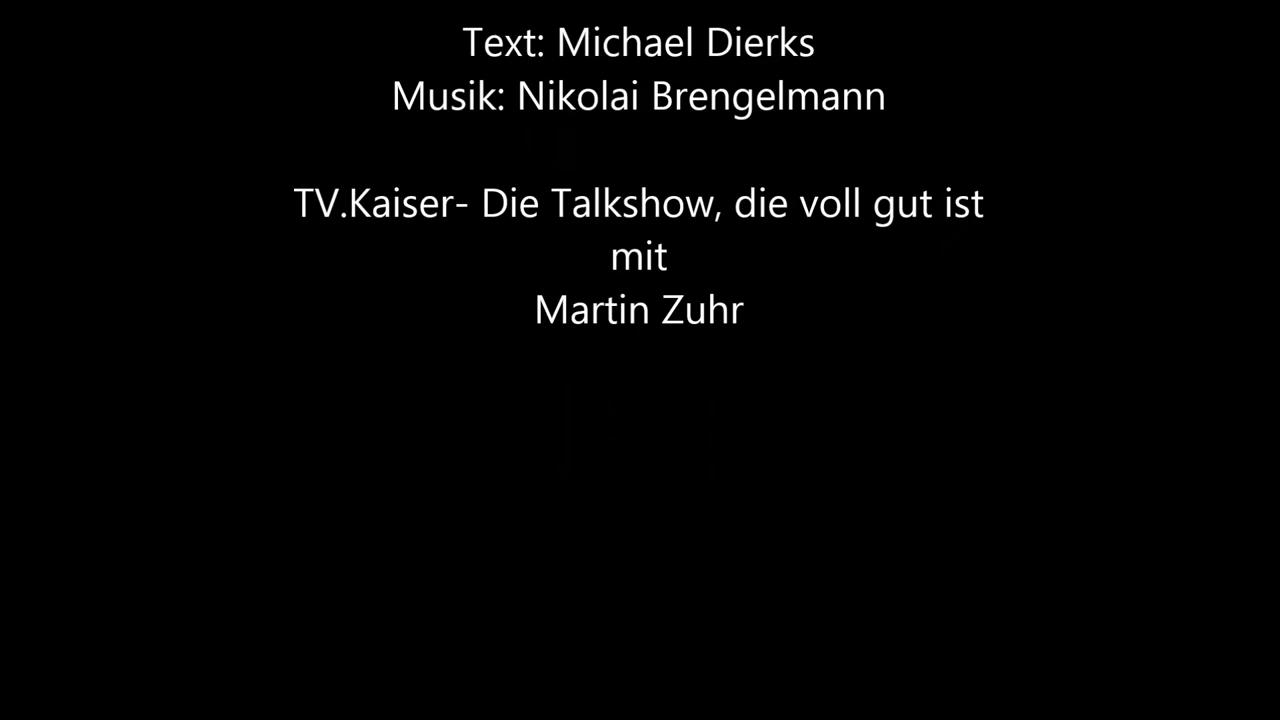 Text: Michael Dierks
Musik: Nikolai Brengelmann
TV.Kaiser- Die Talkshow, die voll gut ist
mit
Martin Zuhr